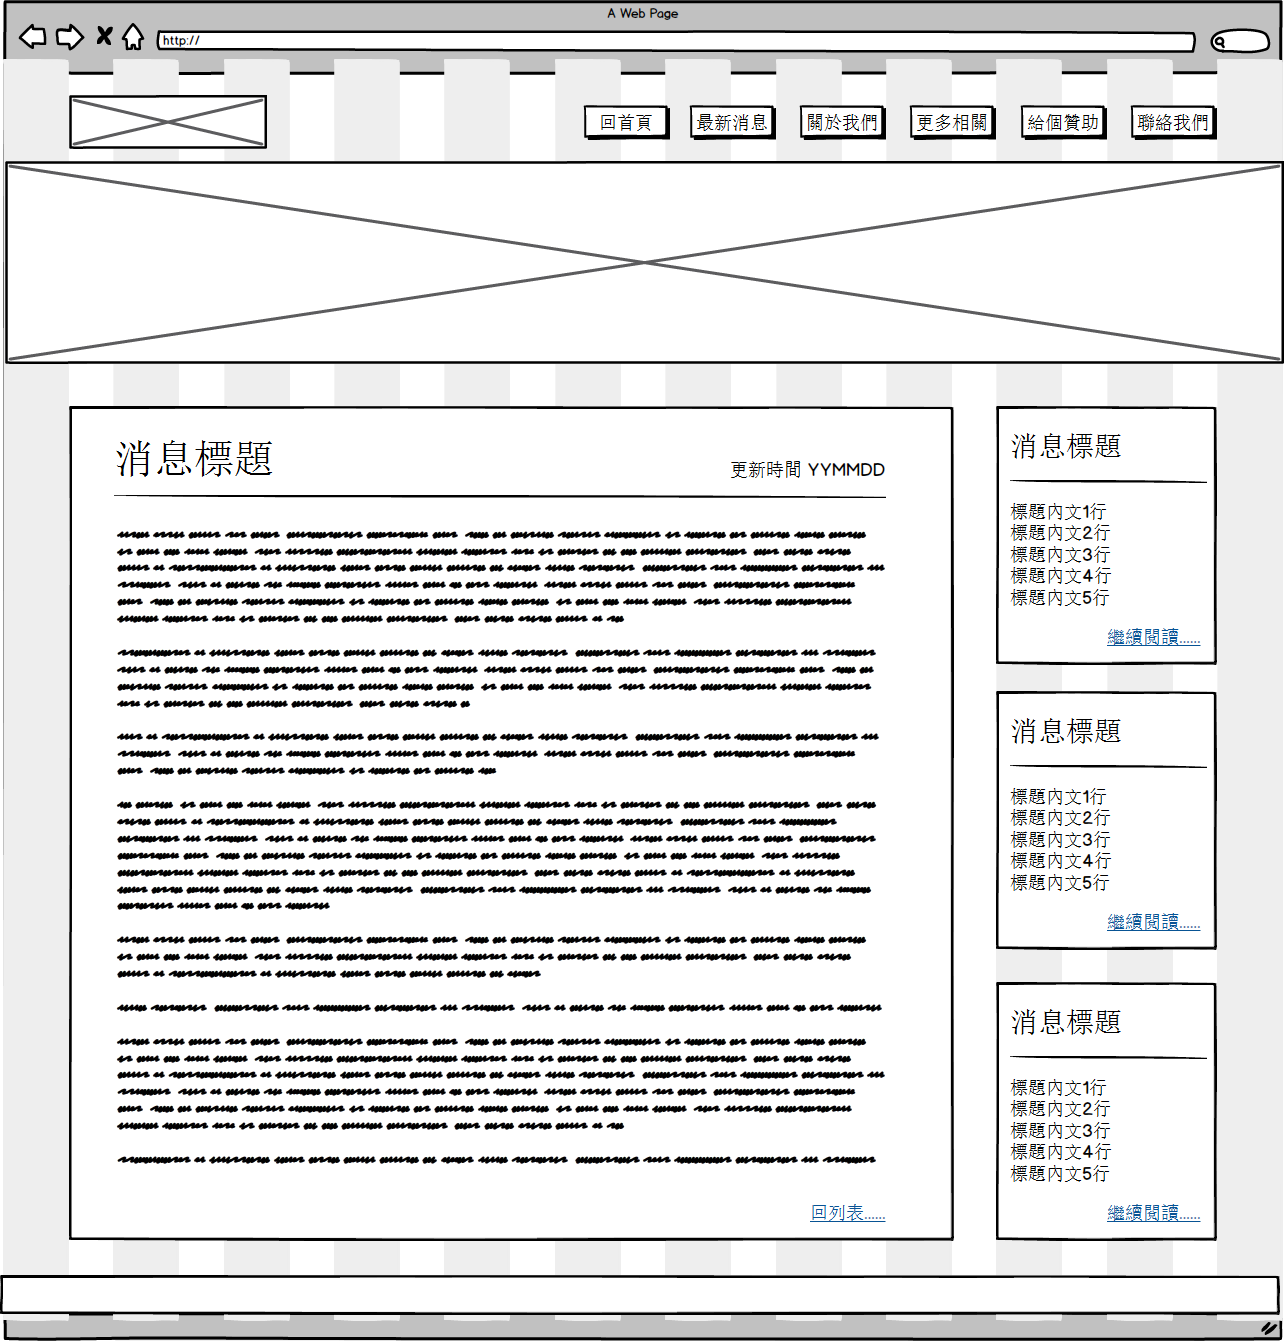 A Web Page
http://
回首頁
最新消息
關於我們
更多相關
給個贊助
聯絡我們
消息標題
更新時間 YYMMDD
回列表......
消息標題
標題內文1行
標題內文2行
標題內文3行
標題內文4行
標題內文5行
繼續閱讀......
消息標題
標題內文1行
標題內文2行
標題內文3行
標題內文4行
標題內文5行
繼續閱讀......
消息標題
標題內文1行
標題內文2行
標題內文3行
標題內文4行
標題內文5行
繼續閱讀......